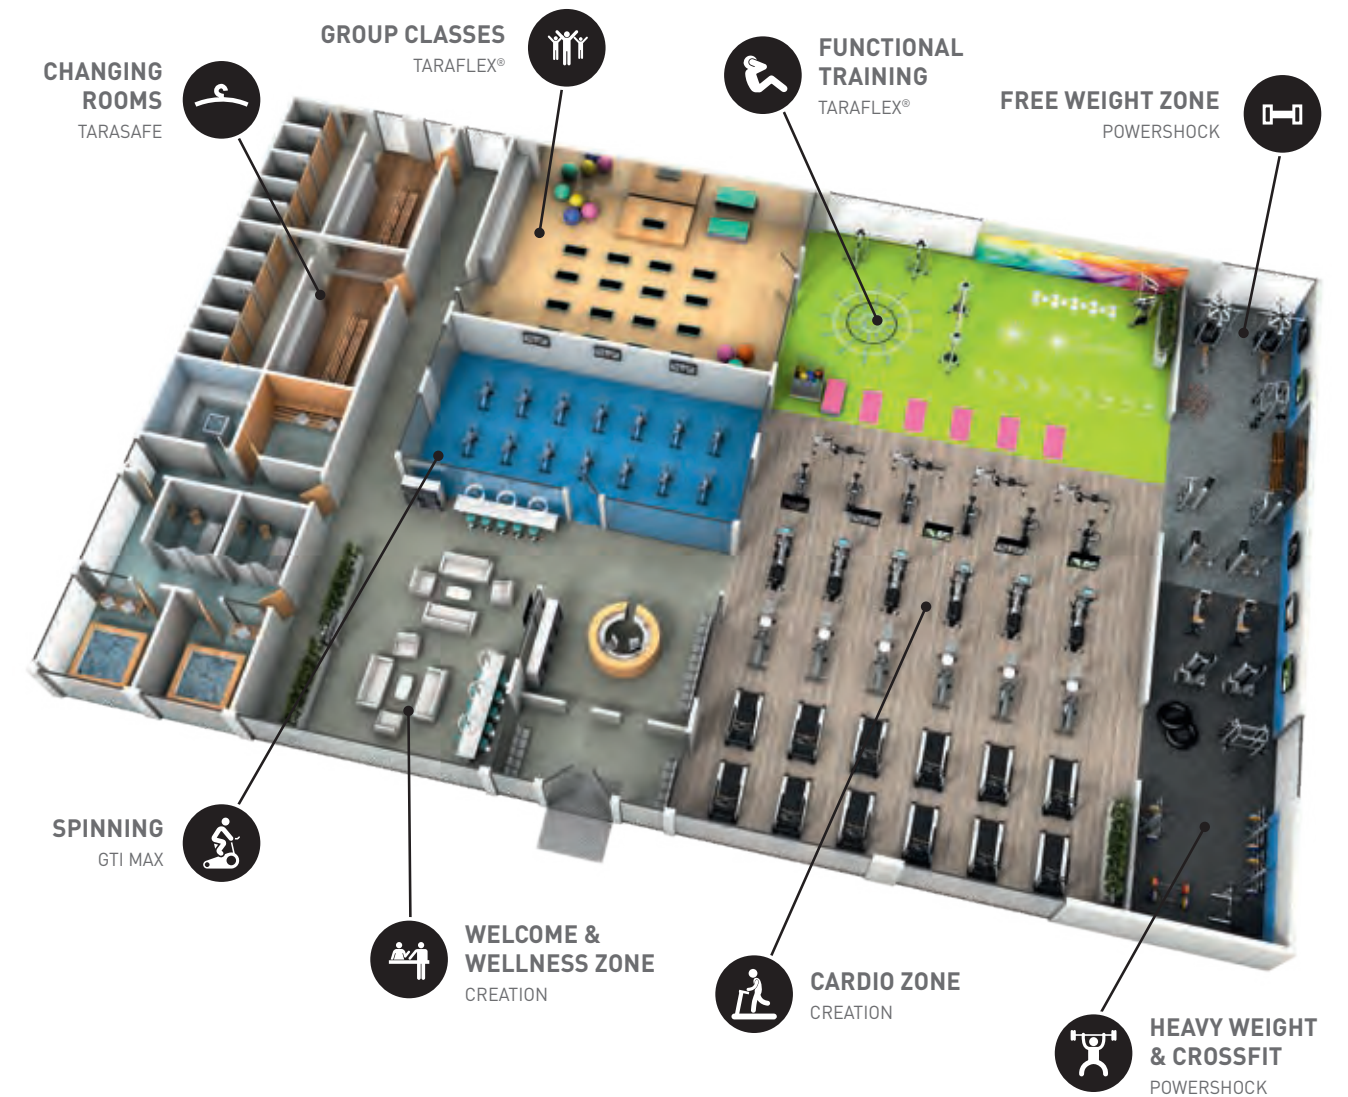 GROUP CLASSES
TARAFLEX®
CHANGING
ROOMS
TARASAFE
FUNCTIONAL
TRAINING
TARAFLEX®
FREE WEIGHT ZONE
POWERSHOCK
SPINNING
GTI MAX
WELCOME &
WELLNESS ZONE
CREATION
CARDIO ZONE
CREATION
HEAVY WEIGHT
& CROSSFIT
POWERSHOCK